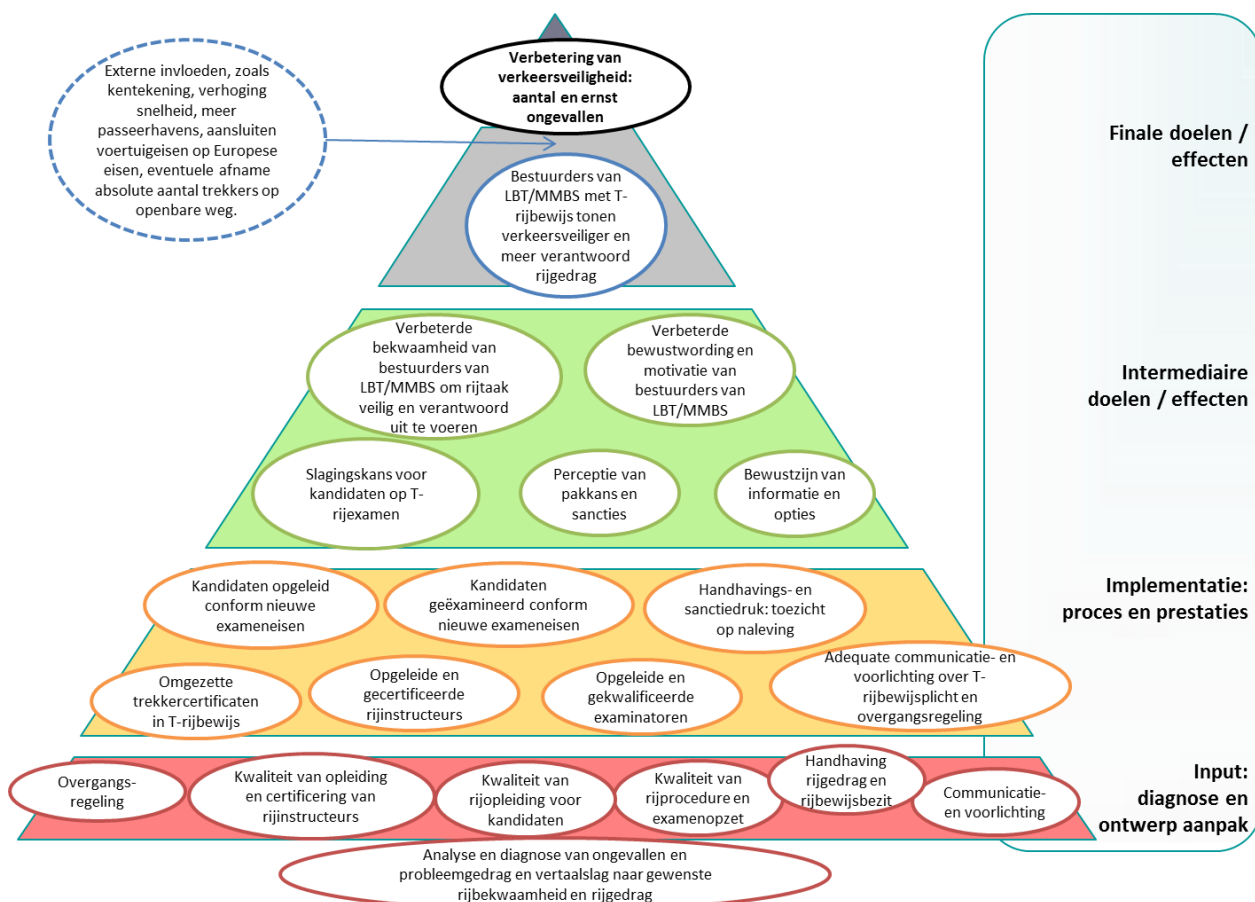 Verbetering van
verkeersveiligheid:
aantal en ernst
ongevallen
Externe invloeden, zoals
kentekening, verhoging
snelheid, meer
passeerhavens, aansluiten
voertuigeisen op Europese
eisen, eventuele afname
absolute aantal trekkers op
openbare weg.
Bestuurders van
LBT/MMBS met T-
rijbewijs tonen
verkeersveiliger en
meer verantwoord
rijgedrag
Finale doelen /
effecten
Verbeterde
bekwaamheid van
bestuurders van
LBT/MMBS om rijtaak
veilig en verantwoord
uit te voeren
Verbeterde
bewustwording en
motivatie van
bestuurders van
LBT/MMBS
Intermediaire
doelen / effecten
Slagingskans voor
kandidaten op T-
rijexamen
Perceptie van
pakkans en
sancties
Bewustzijn van
informatie en
opties
Kandidaten opgeleid
conform nieuwe
exameneisen
Kandidaten
geëxamineerd conform
nieuwe exameneisen
Handhavings- en
sanctiedruk: toezicht
op naleving
Implementatie:
proces en prestaties
Omgezette
trekkercertificaten
in T-rijbewijs
Opgeleide en
gecertificeerde
rijinstructeurs
Opgeleide en
gekwalificeerde
examinatoren
Adequate communicatie- en
voorlichting over T-
rijbewijsplicht en
overgangsregeling
Overgangs-
regeling
Kwaliteit van opleiding
en certificering van
rijinstructeurs
Kwaliteit van
rijopleiding voor
kandidaten
Kwaliteit van
rijprocedure en
examenopzet
Handhaving
rijgedrag en
rijbewijsbezit
Communicatie-
en voorlichting
Input:
diagnose en
ontwerp aanpak
Analyse en diagnose van ongevallen en
probleemgedrag en vertaalslag naar gewenste
rijbekwaamheid en rijgedrag